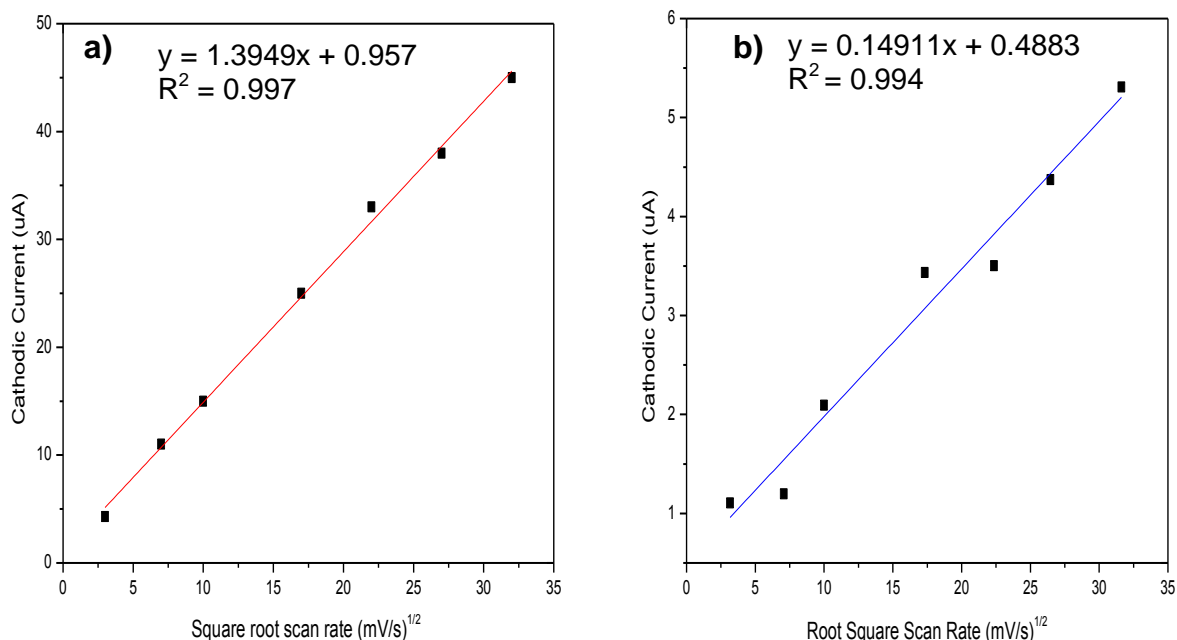 a)
y = 1.3949x + 0.957
R² = 0.997
50
40
30
20
10
0
Cathodic Current (uA)
0 5 10 15 20 25 30 35
Square root scan rate (mV/s)^1/2
b)
y = 0.14911x + 0.4883
R² = 0.994
6
5
4
3
2
1
Cathodic Current (uA)
0 5 10 15 20 25 30 35
Root Square Scan Rate (mV/s)^1/2